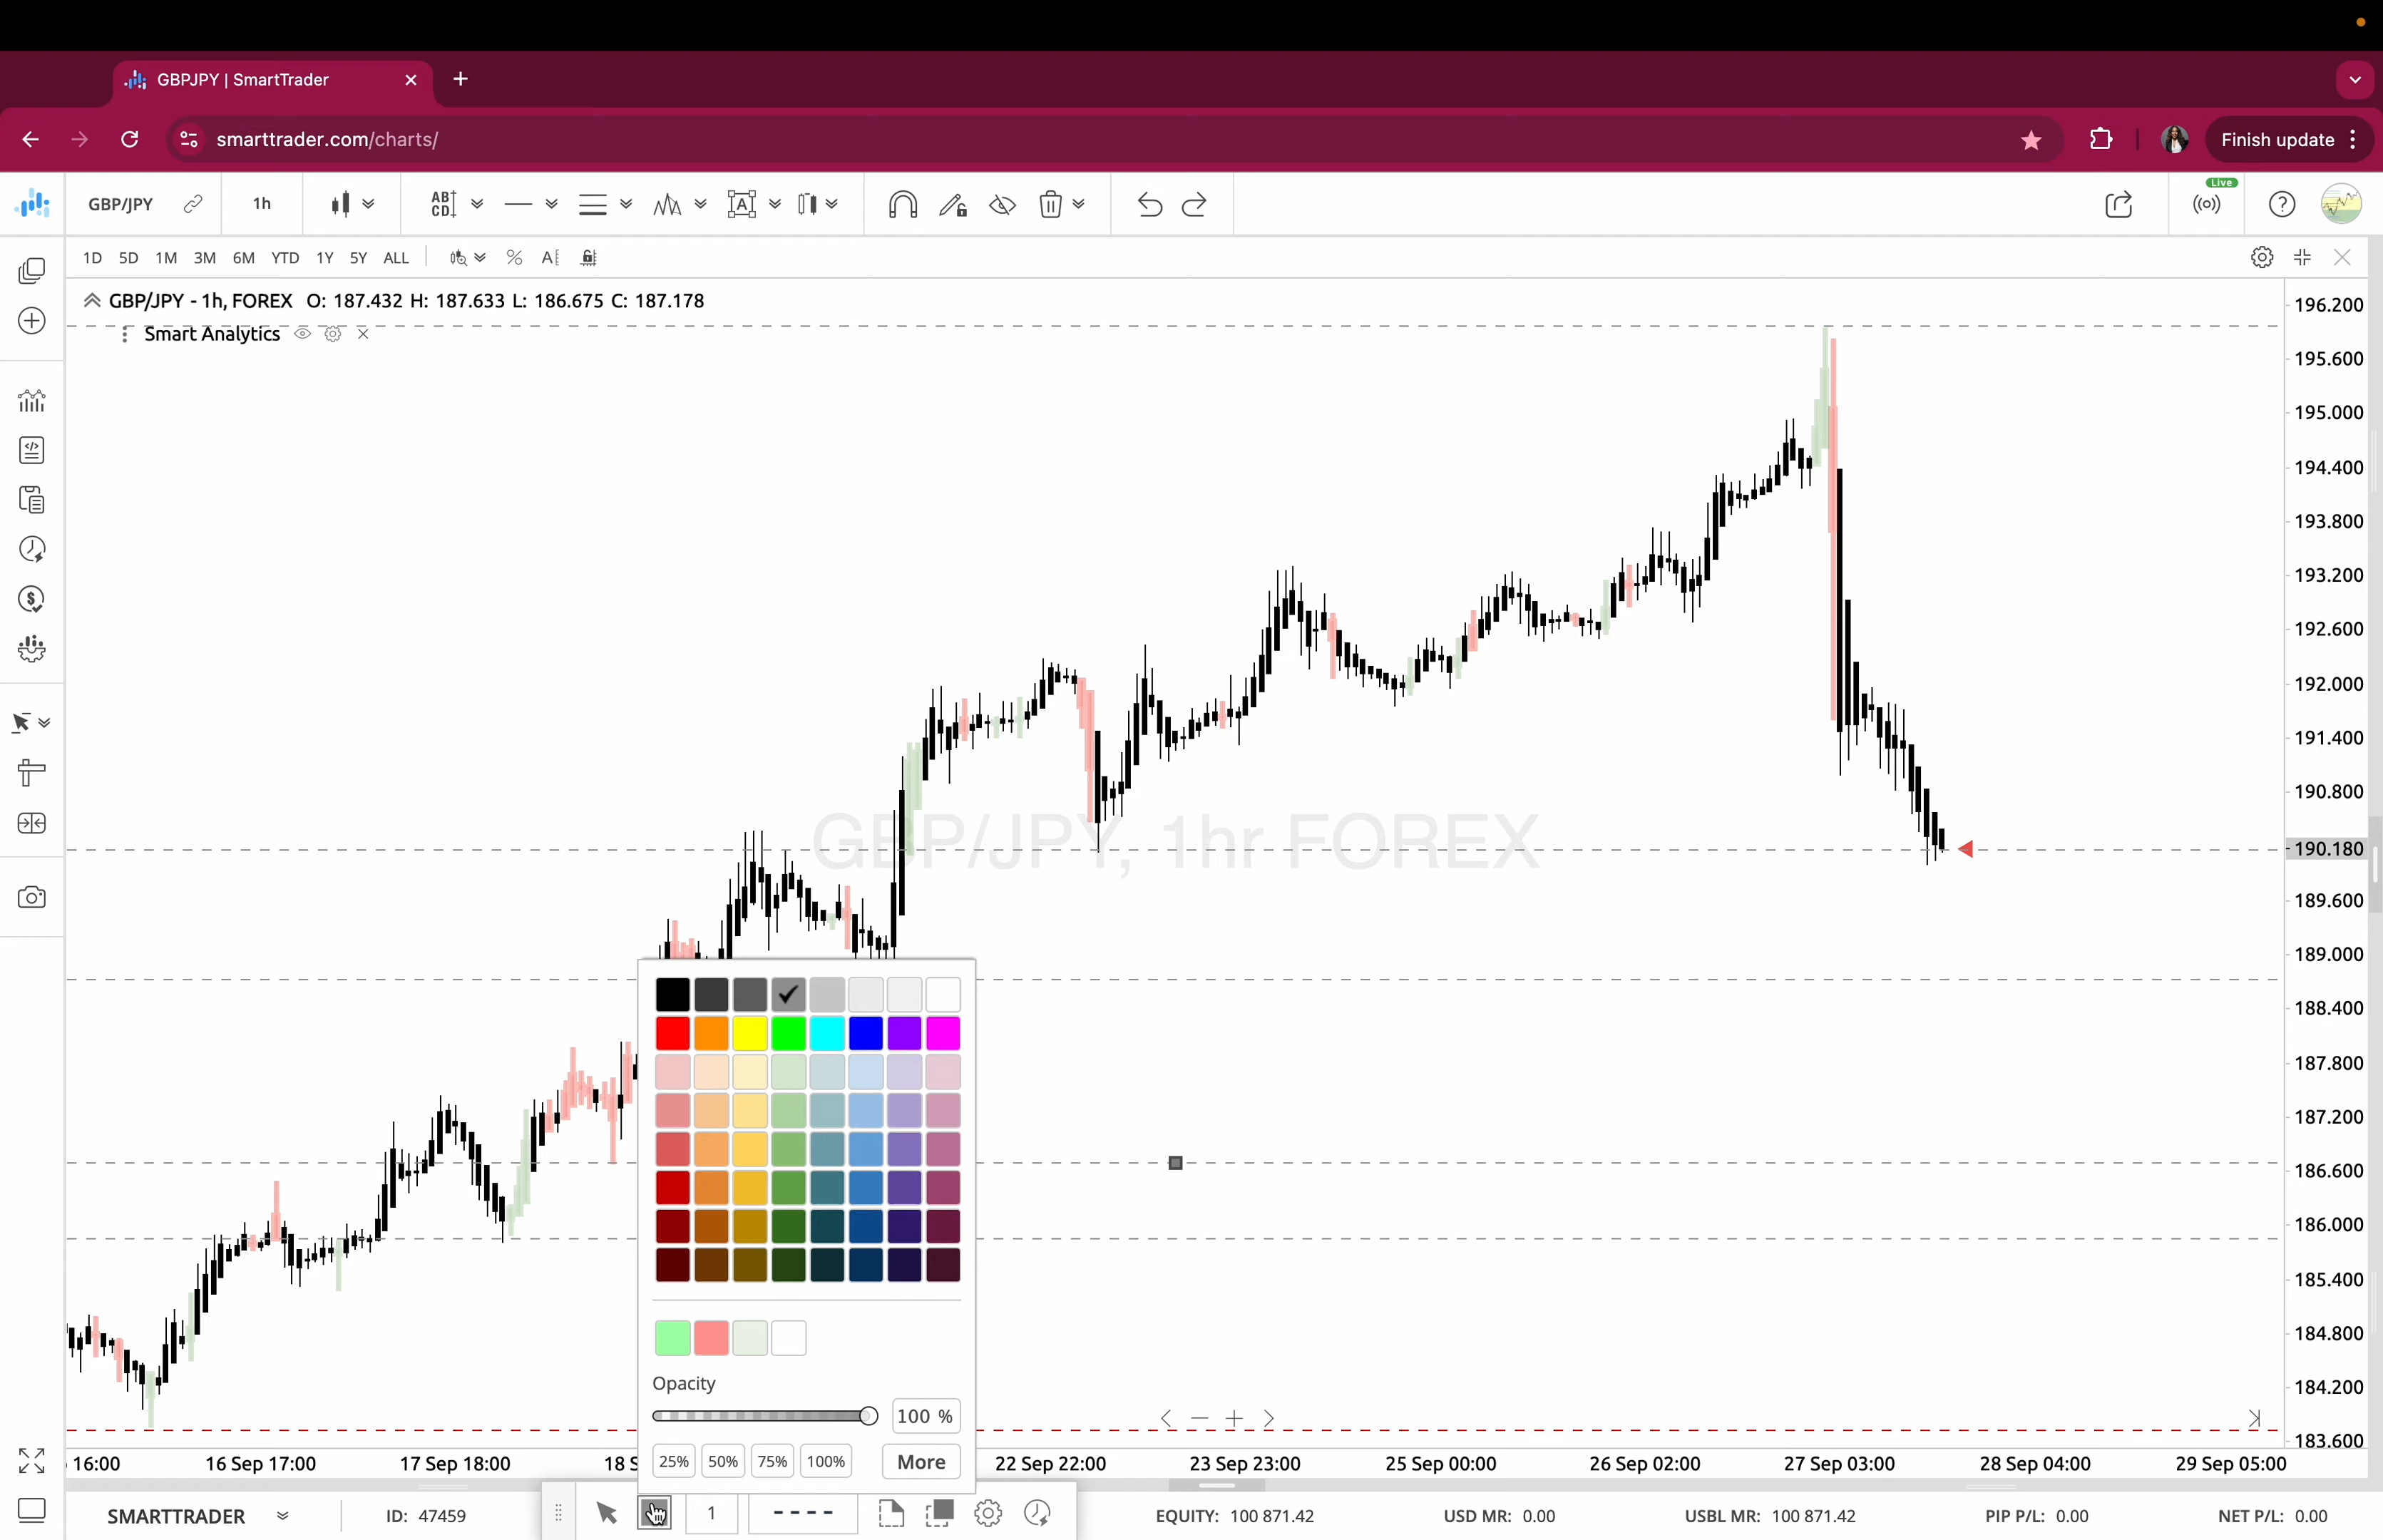 GBPJPY | SmartTrader
smarttrader.com/charts/
Finish update
GBP/JPY
1h
AB
CD
A
Live
1D 5D 1M 3M 6M YTD 1Y 5Y ALL % A
GBP/JPY - 1h, FOREX O: 187.432 H: 187.633 L: 186.675 C: 187.178
Smart Analytics
196.200
195.600
195.000
194.400
193.800
193.200
192.600
192.000
191.400
190.800
190.180
189.600
189.000
188.400
187.800
187.200
186.600
186.000
185.400
184.800
184.200
183.600
GBP/JPY, 1hr FOREX
Opacity
100 %
25% 50% 75% 100% More
16:00 16 Sep 17:00 17 Sep 18:00 18 S 22 Sep 22:00 23 Sep 23:00 25 Sep 00:00 26 Sep 02:00 27 Sep 03:00 28 Sep 04:00 29 Sep 05:00
SMARTTRADER ID: 47459 1 EQUITY: 100 871.42 USD MR: 0.00 USBL MR: 100 871.42 PIP P/L: 0.00 NET P/L: 0.00